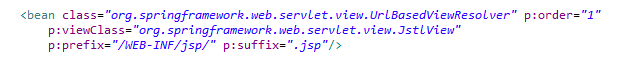 <bean class="org.springframework.web.servlet.view.UrlBasedViewResolver" p:order="1"
p:viewClass="org.springframework.web.servlet.view.JstlView"
p:prefix="/WEB-INF/jsp/" p:suffix=".jsp"/>